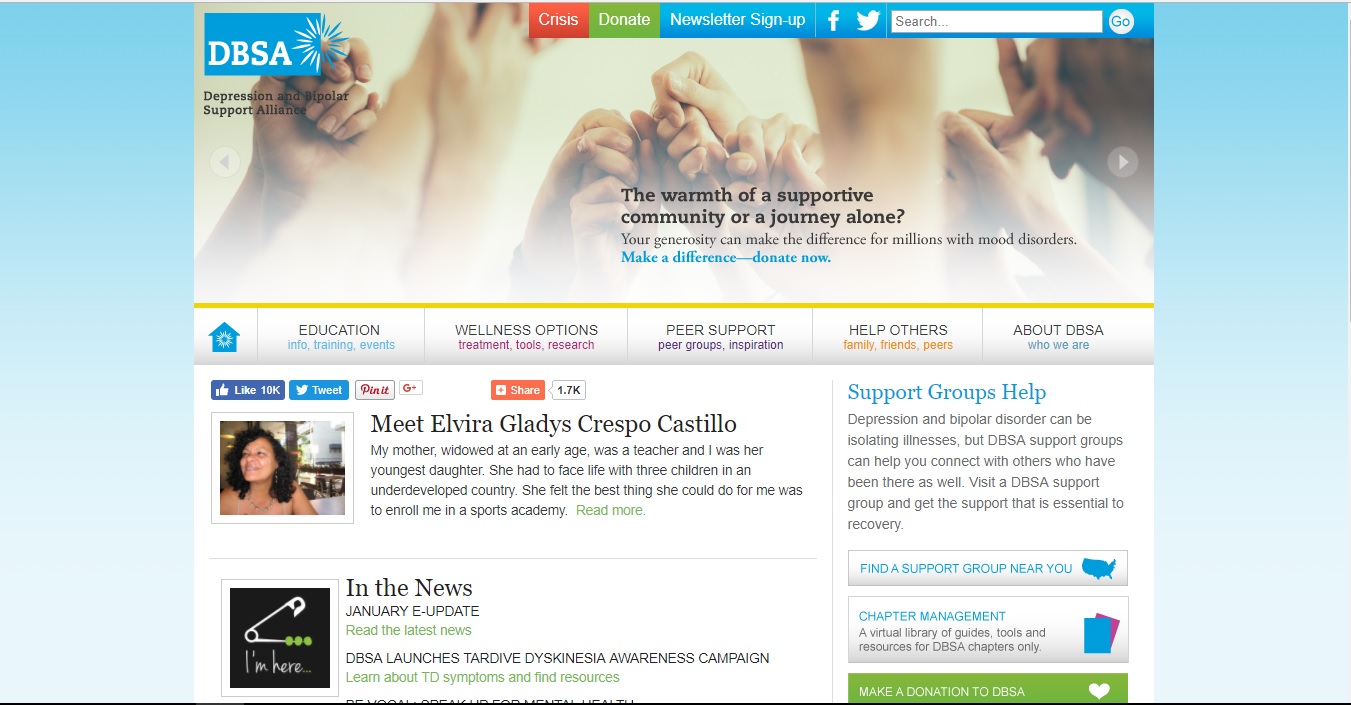 Crisis
Donate
Newsletter Sign-up
Search...
Go
DBSA
Depression and Bipolar
Support Alliance
The warmth of a supportive
community or a journey alone?
Your generosity can make the difference for millions with mood disorders.
Make a difference—donate now.
EDUCATION
info, training, events
WELLNESS OPTIONS
treatment, tools, research
PEER SUPPORT
peer groups, inspiration
HELP OTHERS
family, friends, peers
ABOUT DBSA
who we are
Like 10K
Tweet
Pin it
G+
Share
1.7K
Meet Elvira Gladys Crespo Castillo
My mother, widowed at an early age, was a teacher and I was her
youngest daughter. She had to face life with three children in an
underdeveloped country. She felt the best thing she could do for me was
to enroll me in a sports academy. Read more.
I'm here...
In the News
JANUARY E-UPDATE
Read the latest news
DBSA LAUNCHES TARDIVE DYSKINESIA AWARENESS CAMPAIGN
Learn about TD symptoms and find resources
BE VOCAL: SPEAK UP FOR MENTAL HEALTH
Support Groups Help
Depression and bipolar disorder can be
isolating illnesses, but DBSA support groups
can help you connect with others who have
been there as well. Visit a DBSA support
group and get the support that is essential to
recovery.
FIND A SUPPORT GROUP NEAR YOU
CHAPTER MANAGEMENT
A virtual library of guides, tools and
resources for DBSA chapters only.
MAKE A DONATION TO DBSA